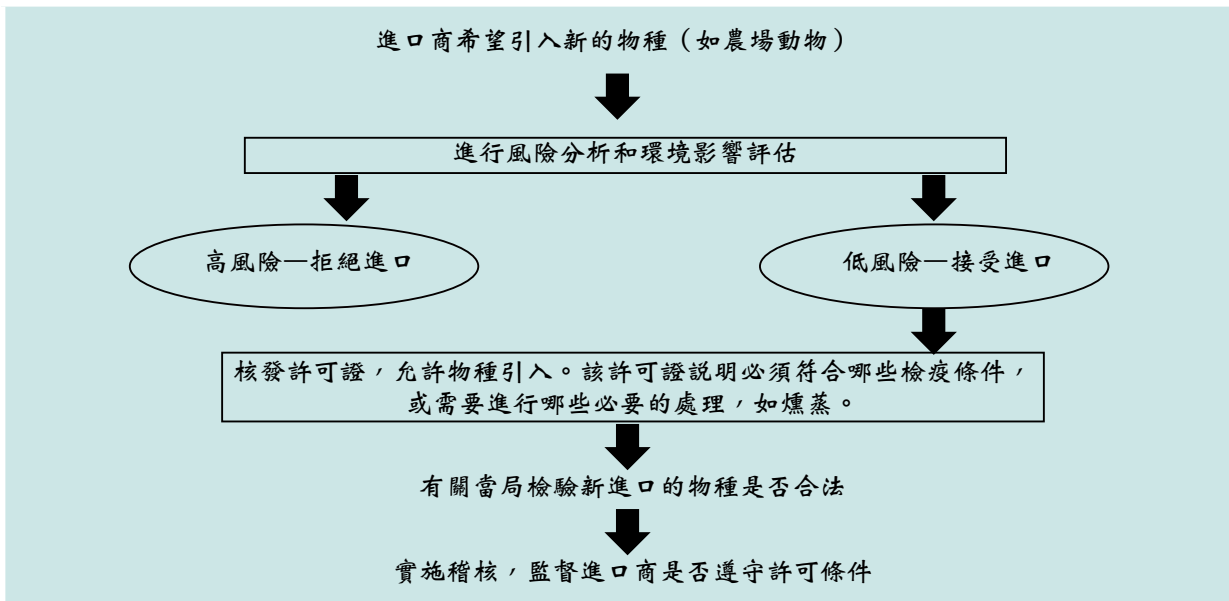 進口商希望引入新的物種（如農場動物）
進行風險分析和環境影響評估
高風險—拒絕進口
低風險—接受進口
核發許可證，允許物種引入。該許可證說明必須符合哪些檢疫條件，
或需要進行哪些必要的處理，如燻蒸。
有關當局檢驗新進口的物種是否合法
實施稽核，監督進口商是否遵守許可條件